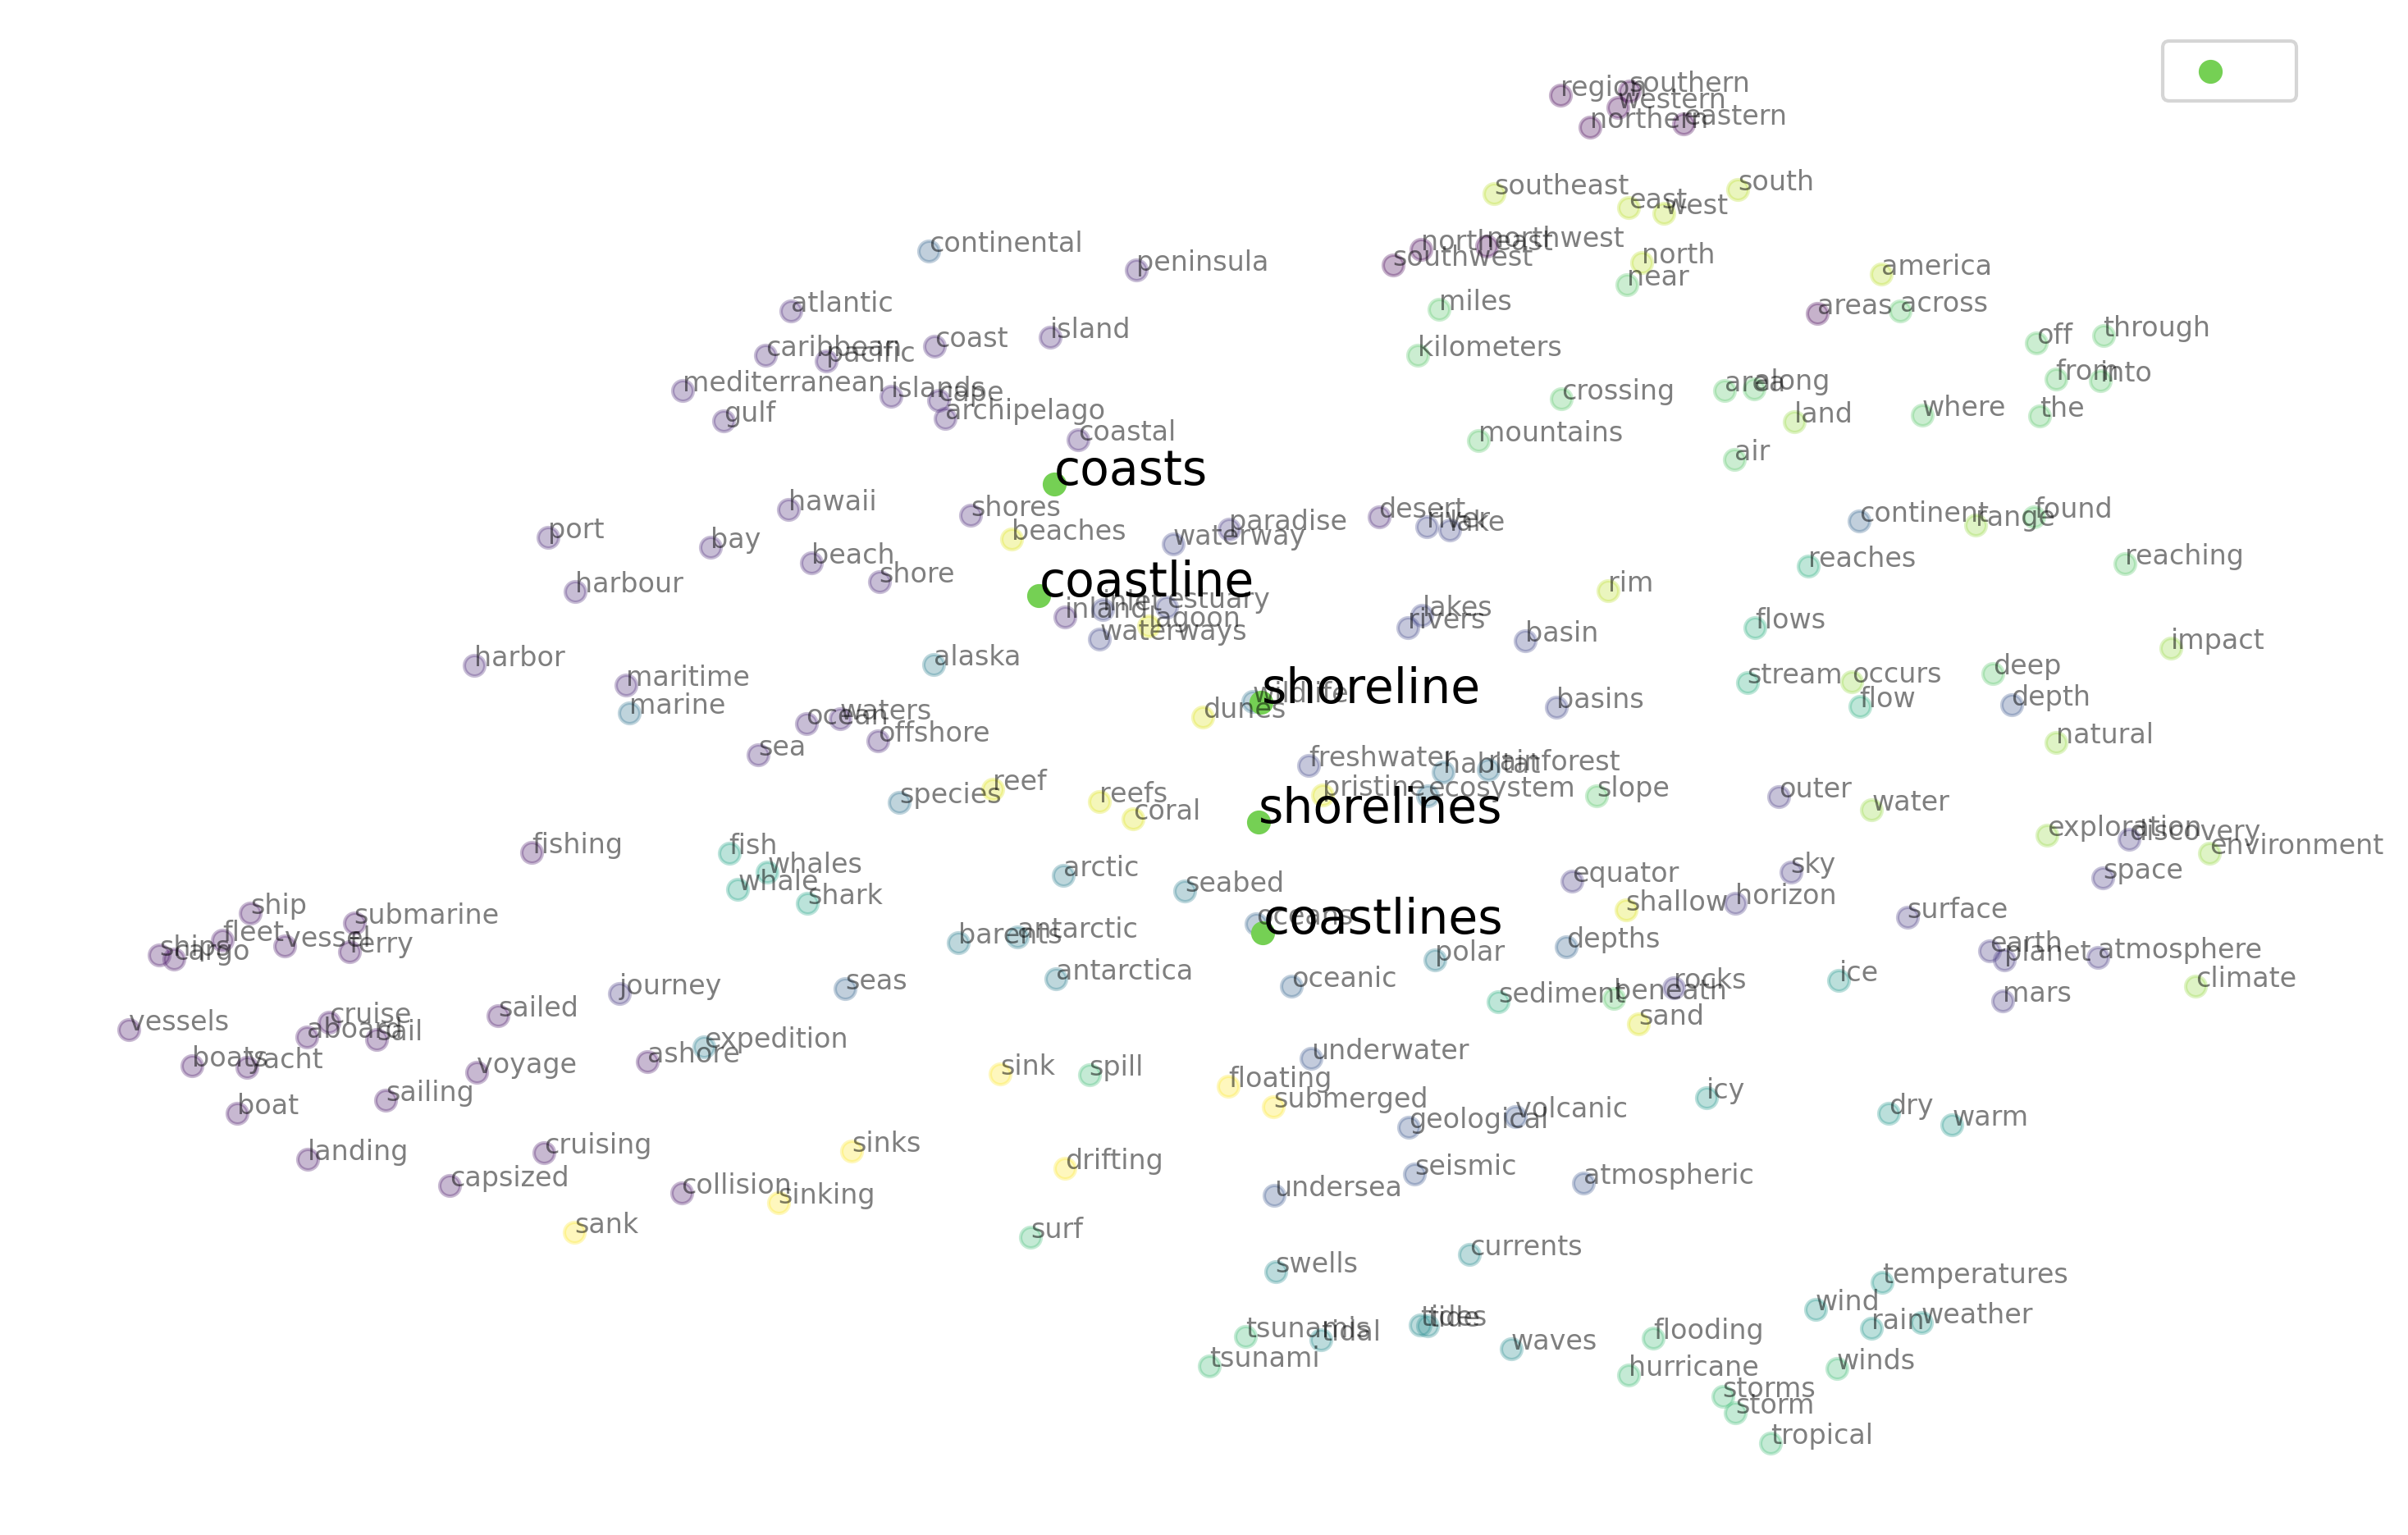 region
southern
western
northern
eastern
southeast
south
east
west
continental
peninsula
northeast
northwest
southwest
north
near
america
atlantic
island
miles
areas
across
coast
caribbean
pacific
kilometers
off
through
mediterranean
islands
cape
archipelago
gulf
crossing
area
along
from
into
land
where
the
coastal
mountains
air
coasts
hawaii
shores
beaches
paradise
waterway
desert
river
lake
continent
range
found
port
bay
beach
shore
harbour
coastline
inland
inlet
estuary
lagoon
waterways
lakes
rivers
rim
reaches
reaching
basin
flows
impact
harbor
maritime
marine
alaska
wildlife
shoreline
dunes
basins
stream
occurs
flow
deep
depth
ocean
waters
offshore
sea
natural
freshwater
habitat
rainforest
species
reef
reefs
coral
pristine
ecosystem
slope
shorelines
outer
water
exploration
discovery
environment
fishing
fish
whales
whale
shark
arctic
seabed
equator
sky
space
shallow
horizon
oceans
coastlines
surface
ship
submarine
fleet
vessel
ferry
ships
cargo
barents
antarctic
polar
depths
earth
planet
atmosphere
antarctica
oceanic
seas
journey
sediment
beneath
rocks
ice
mars
climate
vessels
cruise
aboard
sail
sailed
sand
expedition
ashore
boats
yacht
voyage
sink
spill
underwater
floating
submerged
sailing
boat
geological
volcanic
icy
dry
warm
landing
cruising
capsized
sinks
drifting
collision
sinking
undersea
seismic
atmospheric
sank
surf
swells
currents
temperatures
tsunamis
tidal
tides
tide
waves
wind
rain
weather
flooding
tsunami
hurricane
winds
storms
storm
tropical